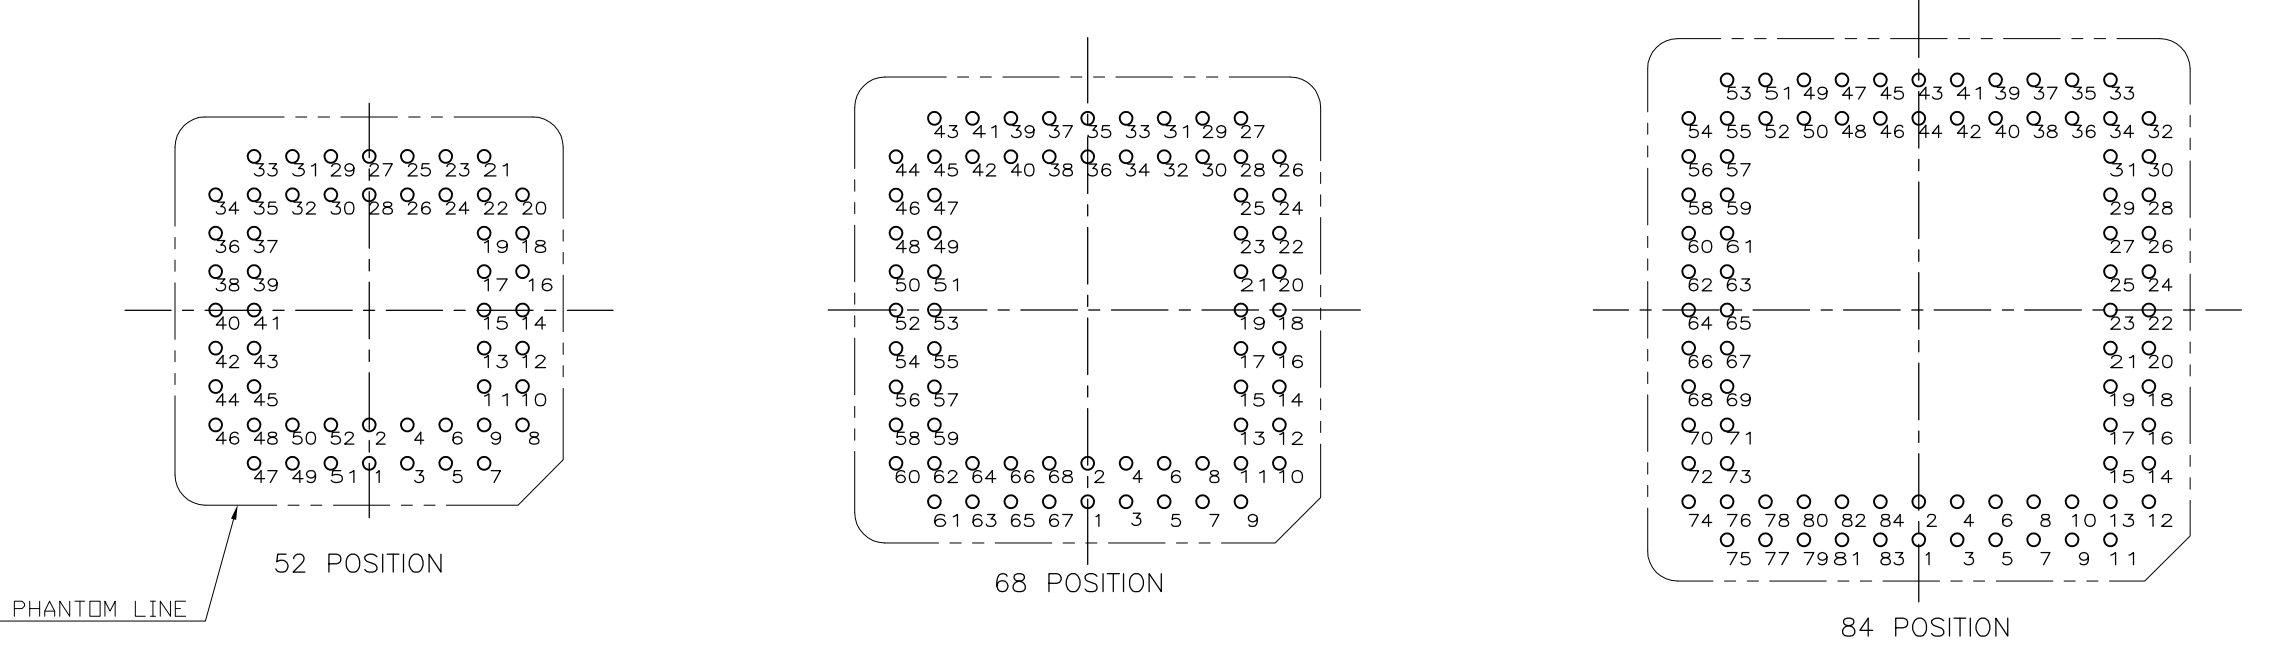 33 31 29 27 25 23 21
34 35 32 30 28 26 24 22 20
36 37 19 18
38 39 17 16
40 41 15 14
42 43 13 12
44 45 11 10
46 48 50 52 2 4 6 9 8
47 49 51 1 3 5 7
52 POSITION
PHANTOM LINE
43 41 39 37 35 33 31 29 27
44 45 42 40 38 36 34 32 30 28 26
46 47 25 24
48 49 23 22
50 51 21 20
52 53 19 18
54 55 17 16
56 57 15 14
58 59 13 12
60 62 64 66 68 2 4 6 8 11 10
61 63 65 67 1 3 5 7 9
68 POSITION
53 51 49 47 45 43 41 39 37 35 33
54 55 52 50 48 46 44 42 40 38 36 34 32
56 57 31 30
58 59 29 28
60 61 27 26
62 63 25 24
64 65 23 22
66 67 21 20
68 69 19 18
70 71 17 16
72 73 15 14
74 76 78 80 82 84 2 4 6 8 10 13 12
75 77 79 81 83 1 3 5 7 9 11
84 POSITION